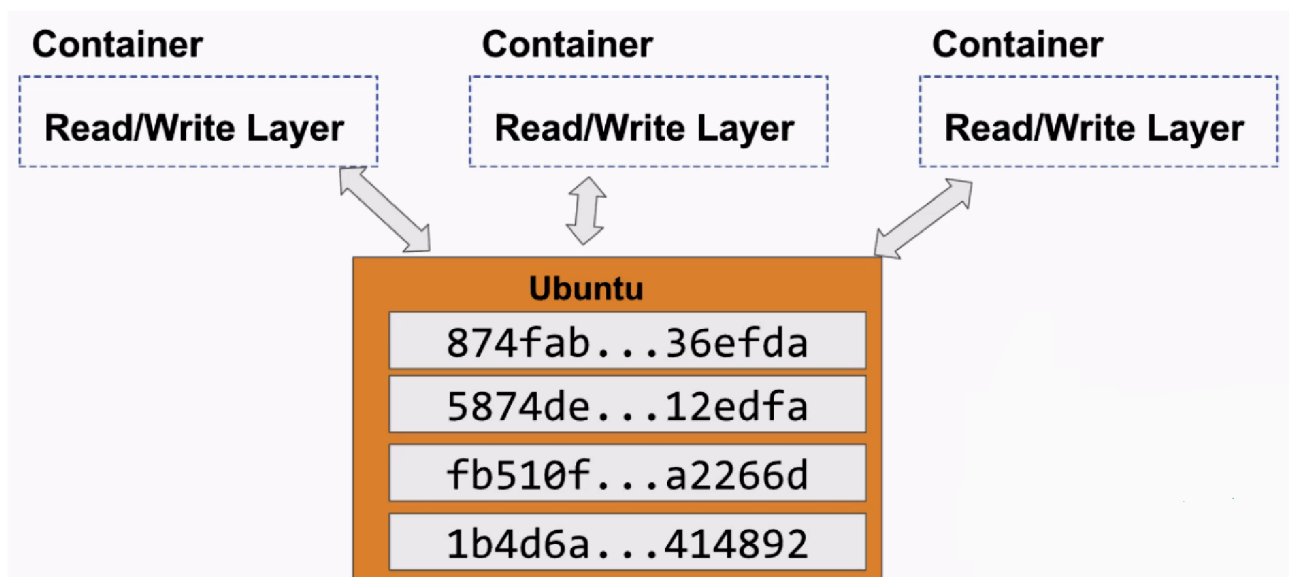 Container Container Container
Read/Write Layer Read/Write Layer Read/Write Layer
Ubuntu
874fab...36efda
5874de...12edfa
fb510f...a2266d
1b4d6a...414892